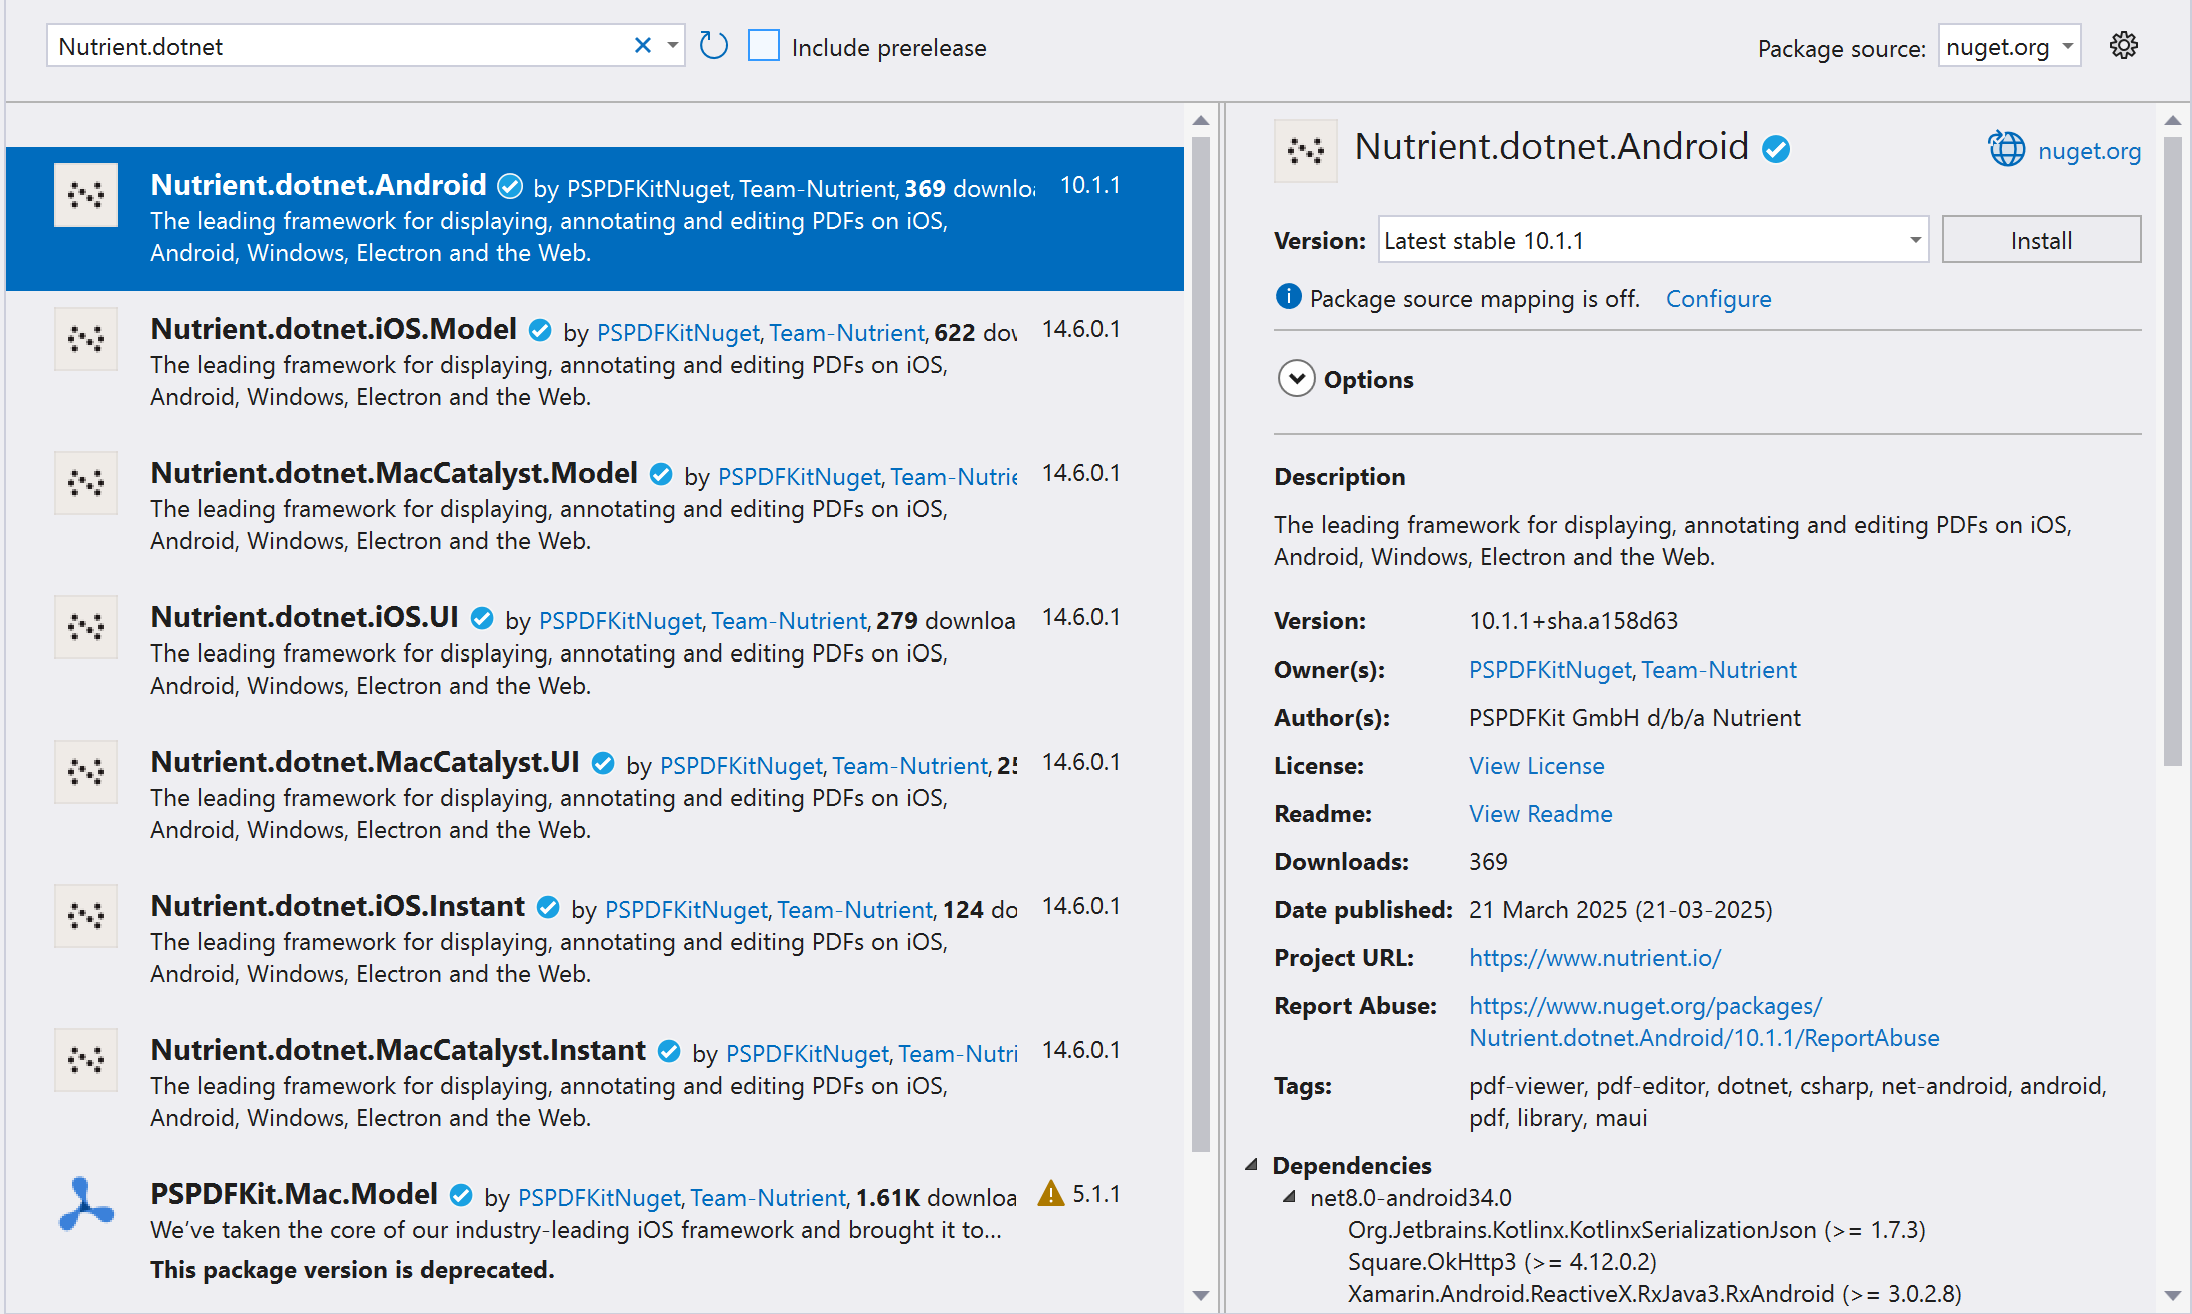 Nutrient.dotnet
Include prerelease
Package source: nuget.org
Nutrient.dotnet.Android by PSPDFKitNuget, Team-Nutrient, 369 downloa 10.1.1
The leading framework for displaying, annotating and editing PDFs on iOS,
Android, Windows, Electron and the Web.
Nutrient.dotnet.iOS.Model by PSPDFKitNuget, Team-Nutrient, 622 dow 14.6.0.1
The leading framework for displaying, annotating and editing PDFs on iOS,
Android, Windows, Electron and the Web.
Nutrient.dotnet.MacCatalyst.Model by PSPDFKitNuget, Team-Nutrie 14.6.0.1
The leading framework for displaying, annotating and editing PDFs on iOS,
Android, Windows, Electron and the Web.
Nutrient.dotnet.iOS.UI by PSPDFKitNuget, Team-Nutrient, 279 downloa 14.6.0.1
The leading framework for displaying, annotating and editing PDFs on iOS,
Android, Windows, Electron and the Web.
Nutrient.dotnet.MacCatalyst.UI by PSPDFKitNuget, Team-Nutrient, 14.6.0.1
The leading framework for displaying, annotating and editing PDFs on iOS,
Android, Windows, Electron and the Web.
Nutrient.dotnet.iOS.Instant by PSPDFKitNuget, Team-Nutrient, 124 do 14.6.0.1
The leading framework for displaying, annotating and editing PDFs on iOS,
Android, Windows, Electron and the Web.
Nutrient.dotnet.MacCatalyst.Instant by PSPDFKitNuget, Team-Nutri 14.6.0.1
The leading framework for displaying, annotating and editing PDFs on iOS,
Android, Windows, Electron and the Web.
PSPDFKit.Mac.Model by PSPDFKitNuget, Team-Nutrient, 1.61K downloa 5.1.1
We've taken the core of our industry-leading iOS framework and brought it to...
This package version is deprecated.
Nutrient.dotnet.Android
nuget.org
Version: Latest stable 10.1.1 Install
Package source mapping is off. Configure
Options
Description
The leading framework for displaying, annotating and editing PDFs on iOS,
Android, Windows, Electron and the Web.
Version: 10.1.1+sha.a158d63
Owner(s): PSPDFKitNuget, Team-Nutrient
Author(s): PSPDFKit GmbH d/b/a Nutrient
License: View License
Readme: View Readme
Downloads: 369
Date published: 21 March 2025 (21-03-2025)
Project URL: https://www.nutrient.io/
Report Abuse: https://www.nuget.org/packages/
Nutrient.dotnet.Android/10.1.1/ReportAbuse
Tags: pdf-viewer, pdf-editor, dotnet, csharp, net-android, android,
pdf, library, maui
Dependencies
net8.0-android34.0
Org.Jetbrains.Kotlinx.KotlinxSerializationJson (>= 1.7.3)
Square.OkHttp3 (>= 4.12.0.2)
Xamarin.Android.ReactiveX.RxJava3.RxAndroid (>= 3.0.2.8)